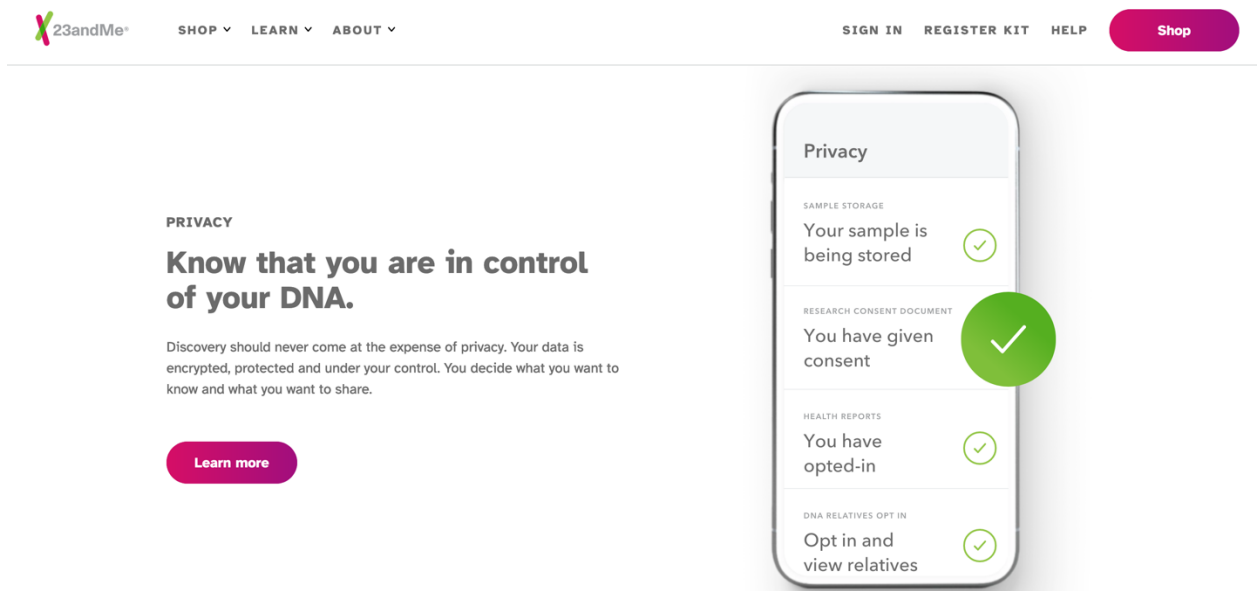 23andMe®
SHOP
LEARN
ABOUT
SIGN IN
REGISTER KIT
HELP
Shop
PRIVACY
Know that you are in control
of your DNA.
Discovery should never come at the expense of privacy. Your data is
encrypted, protected and under your control. You decide what you want to
know and what you want to share.
Learn more
Privacy
SAMPLE STORAGE
Your sample is
being stored
RESEARCH CONSENT DOCUMENT
You have given
consent
HEALTH REPORTS
You have
opted-in
DNA RELATIVES OPT IN
Opt in and
view relatives